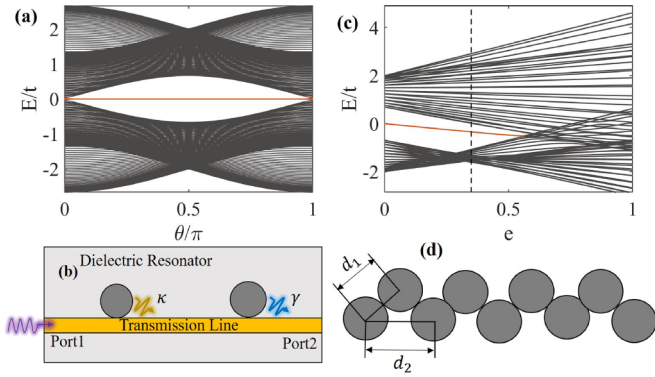 (a)
E/t
2
1
0
-1
-2
0
0.5
1
θ/π
(c)
E/t
4
2
0
-2
0
0.5
1
e
(b)
Dielectric Resonator
κ
γ
Transmission Line
Port1
Port2
(d)
d₁
d₂